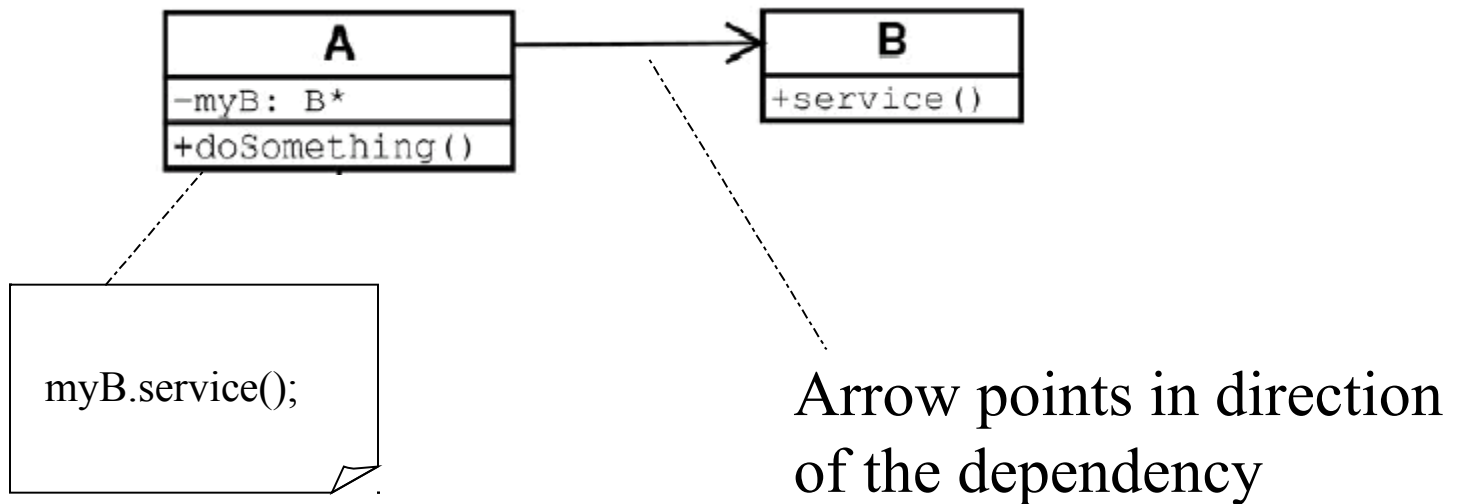 A
-myB: B*
+doSomething()
B
+service()
myB.service();
Arrow points in direction
of the dependency